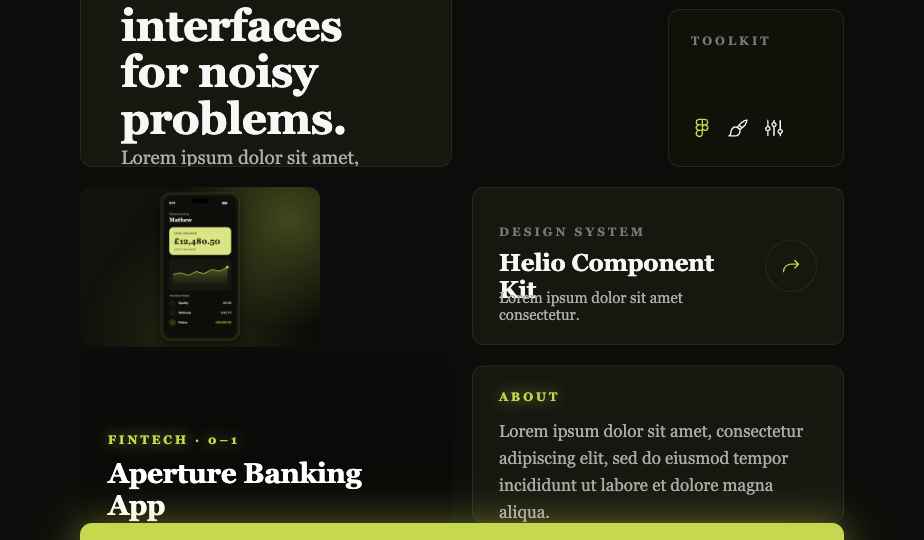 interfaces
for noisy
problems.
Lorem ipsum dolor sit amet,
TOOLKIT
Mathew
£12,480.50
DESIGN SYSTEM
Helio Component
Kit
Lorem ipsum dolor sit amet
consectetur.
FINTECH · 0–1
Aperture Banking
App
ABOUT
Lorem ipsum dolor sit amet, consectetur
adipiscing elit, sed do eiusmod tempor
incididunt ut labore et dolore magna
aliqua.